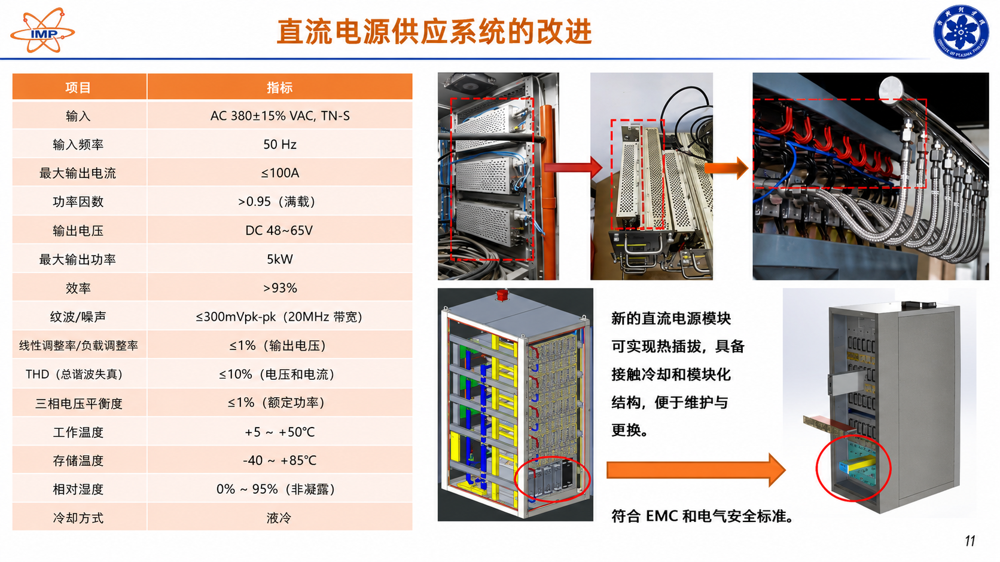 IMP
直流电源供应系统的改进
项目 指标
输入 AC 380±15% VAC, TN-S
输入频率 50 Hz
最大输出电流 ≤100A
功率因数 >0.95（满载）
输出电压 DC 48~65V
最大输出功率 5kW
效率 >93%
纹波/噪声 ≤300mVpk-pk（20MHz 带宽）
线性调整率/负载调整率 ≤1%（输出电压）
THD（总谐波失真） ≤10%（电压和电流）
三相电压平衡度 ≤1%（额定功率）
工作温度 +5 ~ +50℃
存储温度 -40 ~ +85℃
相对湿度 0% ~ 95%（非凝露）
冷却方式 液冷
新的直流电源模块
可实现热插拔，具备
接触冷却和模块化
结构，便于维护与
更换。
符合 EMC 和电气安全标准。
11